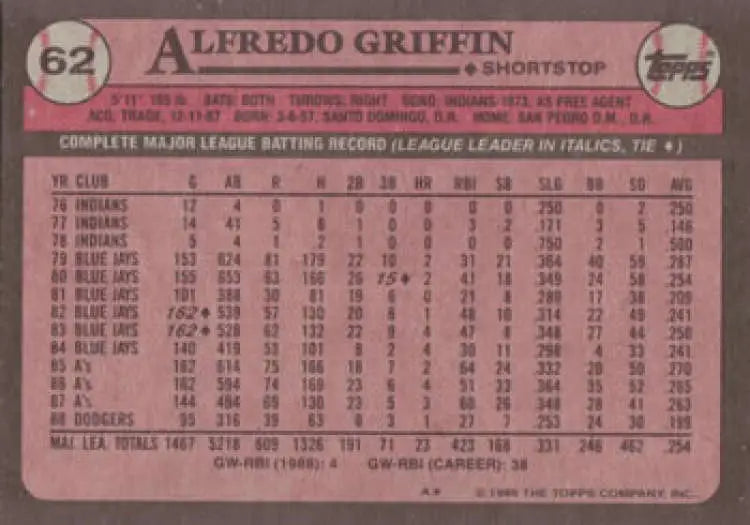 62
ALFREDO GRIFFIN
♦ SHORTSTOP
TOPPS
5'11" 165 lb. BATS: BOTH THROWS: RIGHT SIGND: INDIANS-1973, AS FREE AGENT
ACQ. TRADE, 12-11-87 BORN: 3-6-57, SANTO DOMINGO, D.R. HOME: SAN PEDRO D.M., D.R.
COMPLETE MAJOR LEAGUE BATTING RECORD (LEAGUE LEADER IN ITALICS, TIE ♦)
YR CLUB G AB R H 2B 3B HR RBI SB SLG BB SO AVG
76 INDIANS 12 4 0 1 0 0 0 0 0 .250 0 2 .250
77 INDIANS 14 41 5 6 1 0 0 3 2 .171 3 5 .146
78 INDIANS 5 4 1 2 1 0 0 0 0 .750 2 1 .500
79 BLUE JAYS 153 624 81 179 22 10 2 31 21 .364 40 59 .287
80 BLUE JAYS 155 653 63 166 26 15♦ 2 41 18 .349 24 58 .254
81 BLUE JAYS 101 388 30 81 19 6 0 21 8 .289 17 38 .209
82 BLUE JAYS 162♦ 539 57 130 20 8 1 48 10 .314 22 48 .241
83 BLUE JAYS 162♦ 528 62 132 22 9 4 47 8 .348 27 44 .250
84 BLUE JAYS 140 419 53 101 8 2 4 30 11 .298 4 33 .241
85 A's 162 614 75 166 18 7 2 64 24 .332 20 50 .270
86 A's 162 594 74 169 23 6 4 51 33 .364 35 52 .285
87 A's 144 494 69 130 23 5 3 60 26 .348 28 41 .263
88 DODGERS 95 316 39 63 8 3 1 27 7 .253 24 30 .199
MAJ. LEA. TOTALS 1467 5218 609 1326 191 71 23 423 168 .331 246 462 .254
GW-RBI (1988): 4 GW-RBI (CAREER): 38
© 1989 THE TOPPS COMPANY, INC.